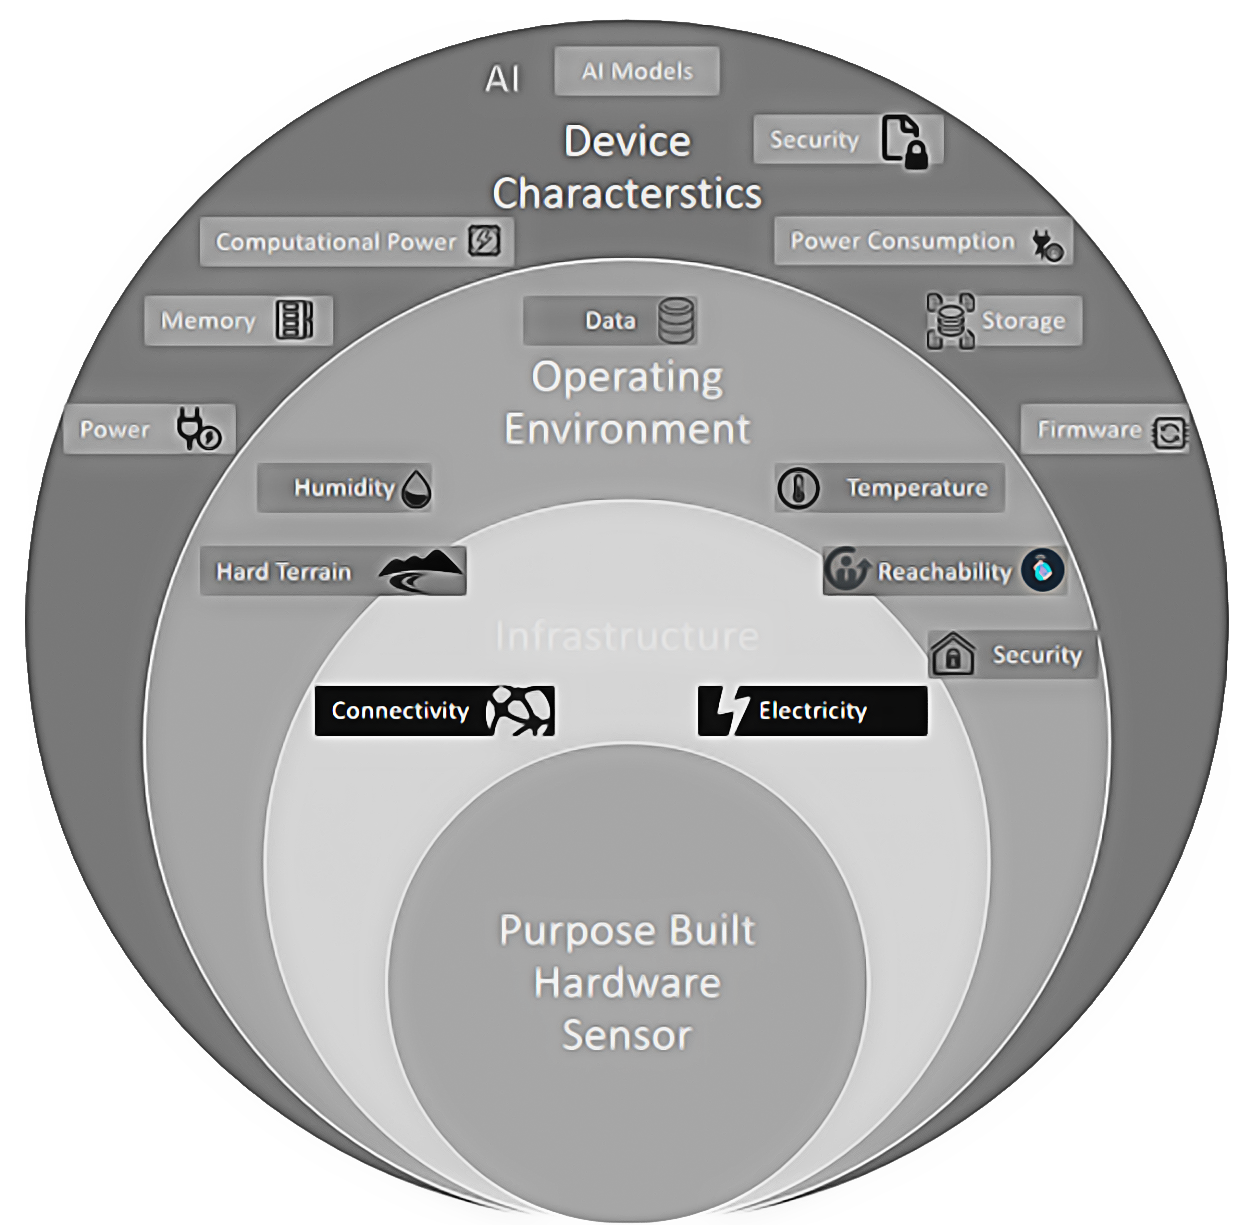 AI
AI Models
Device
Characterstics
Security
Computational Power
Power Consumption
Memory
Data
Storage
Operating
Environment
Power
Firmware
Humidity
Temperature
Hard Terrain
Reachability
Infrastructure
Security
Connectivity
Electricity
Purpose Built
Hardware
Sensor